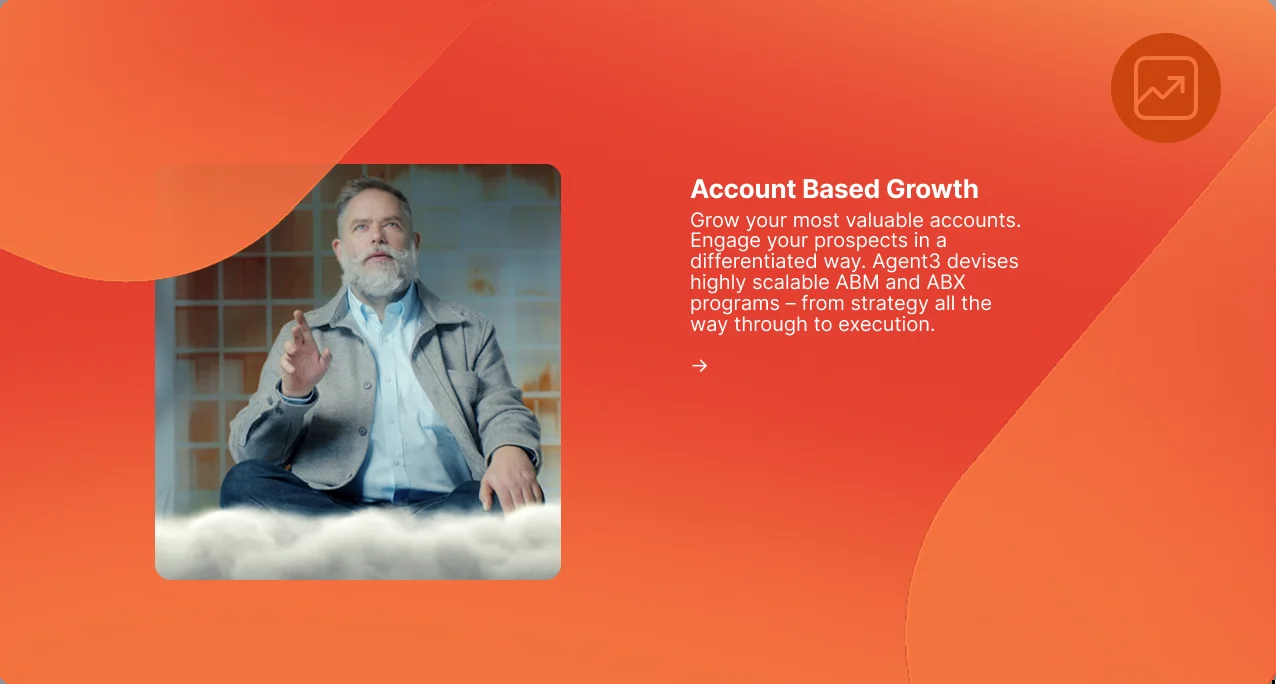 Account Based Growth
Grow your most valuable accounts.
Engage your prospects in a
differentiated way. Agent3 devises
highly scalable ABM and ABX
programs – from strategy all the
way through to execution.
→